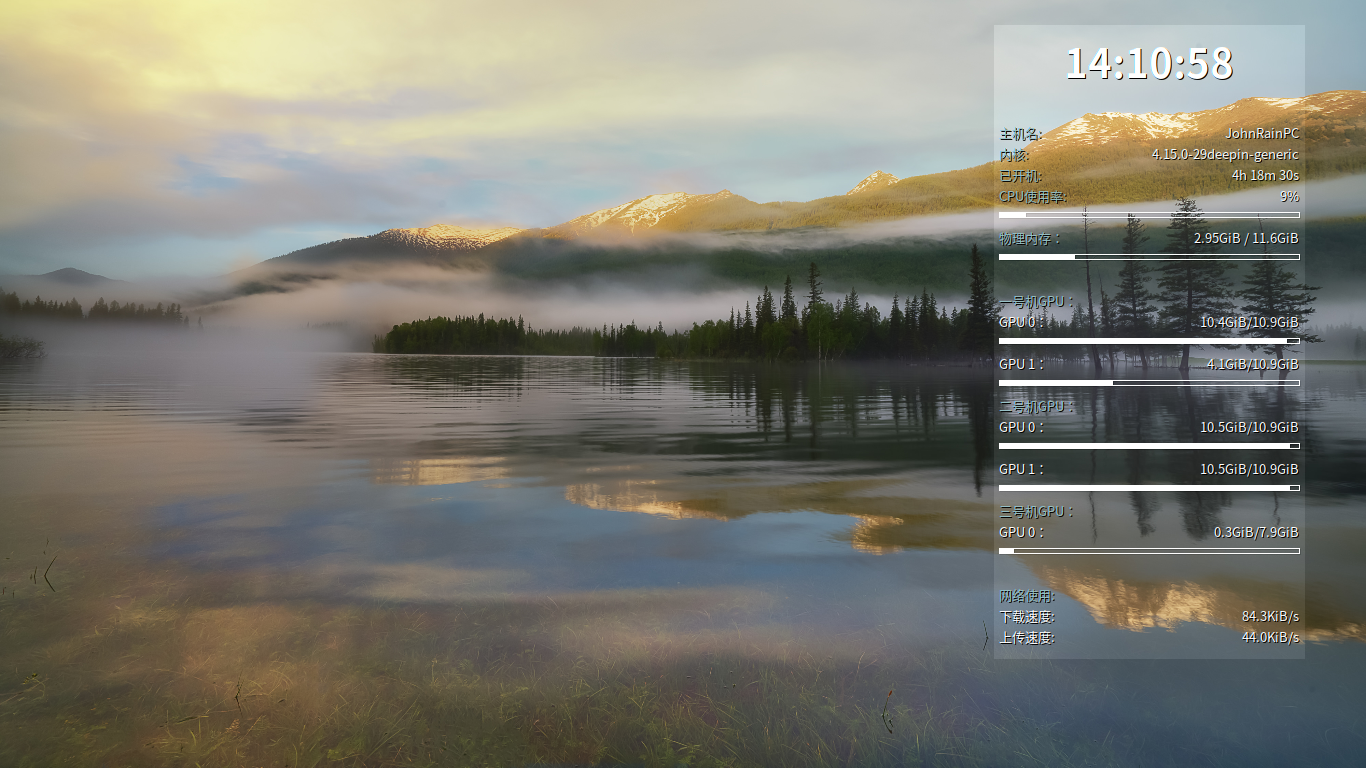 14:10:58
主机名: JohnRainPC
内核: 4.15.0-29deepin-generic
已开机: 4h 18m 30s
CPU使用率: 9%
物理内存： 2.95GiB / 11.6GiB
一号机GPU：
GPU 0： 10.4GiB/10.9GiB
GPU 1： 4.1GiB/10.9GiB
二号机GPU：
GPU 0： 10.5GiB/10.9GiB
GPU 1： 10.5GiB/10.9GiB
三号机GPU：
GPU 0： 0.3GiB/7.9GiB
网络使用:
下载速度: 84.3KiB/s
上传速度: 44.0KiB/s